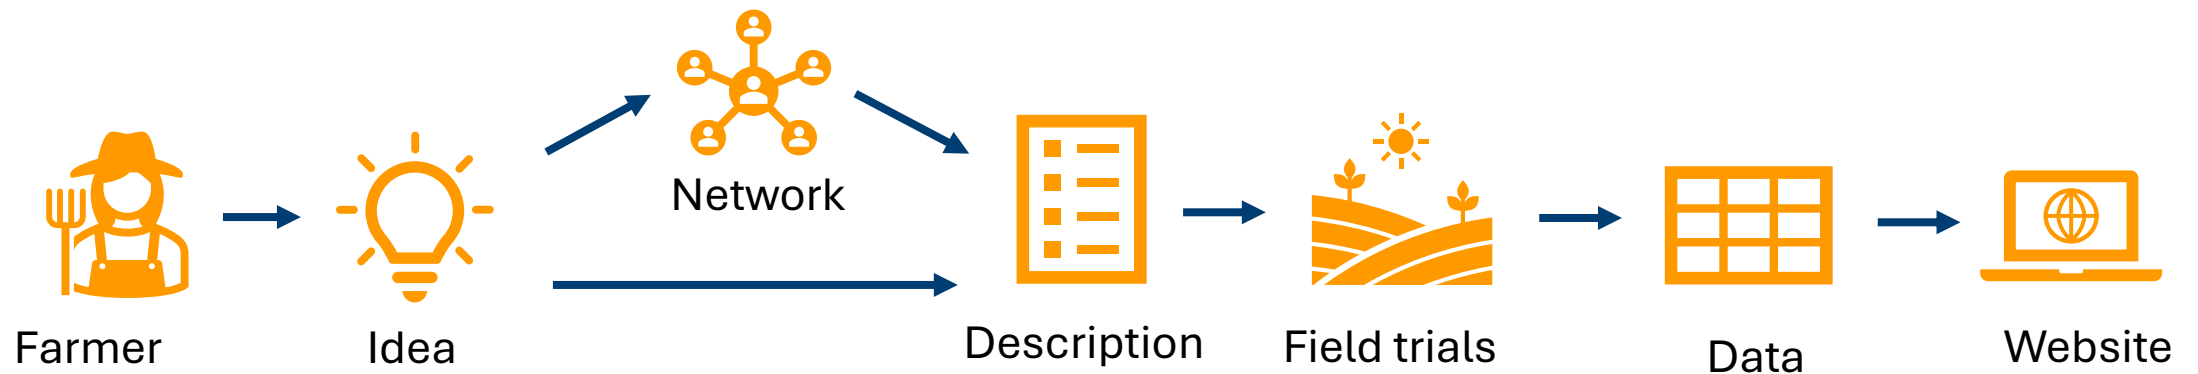 Farmer
Idea
Network
Description
Field trials
Data
Website